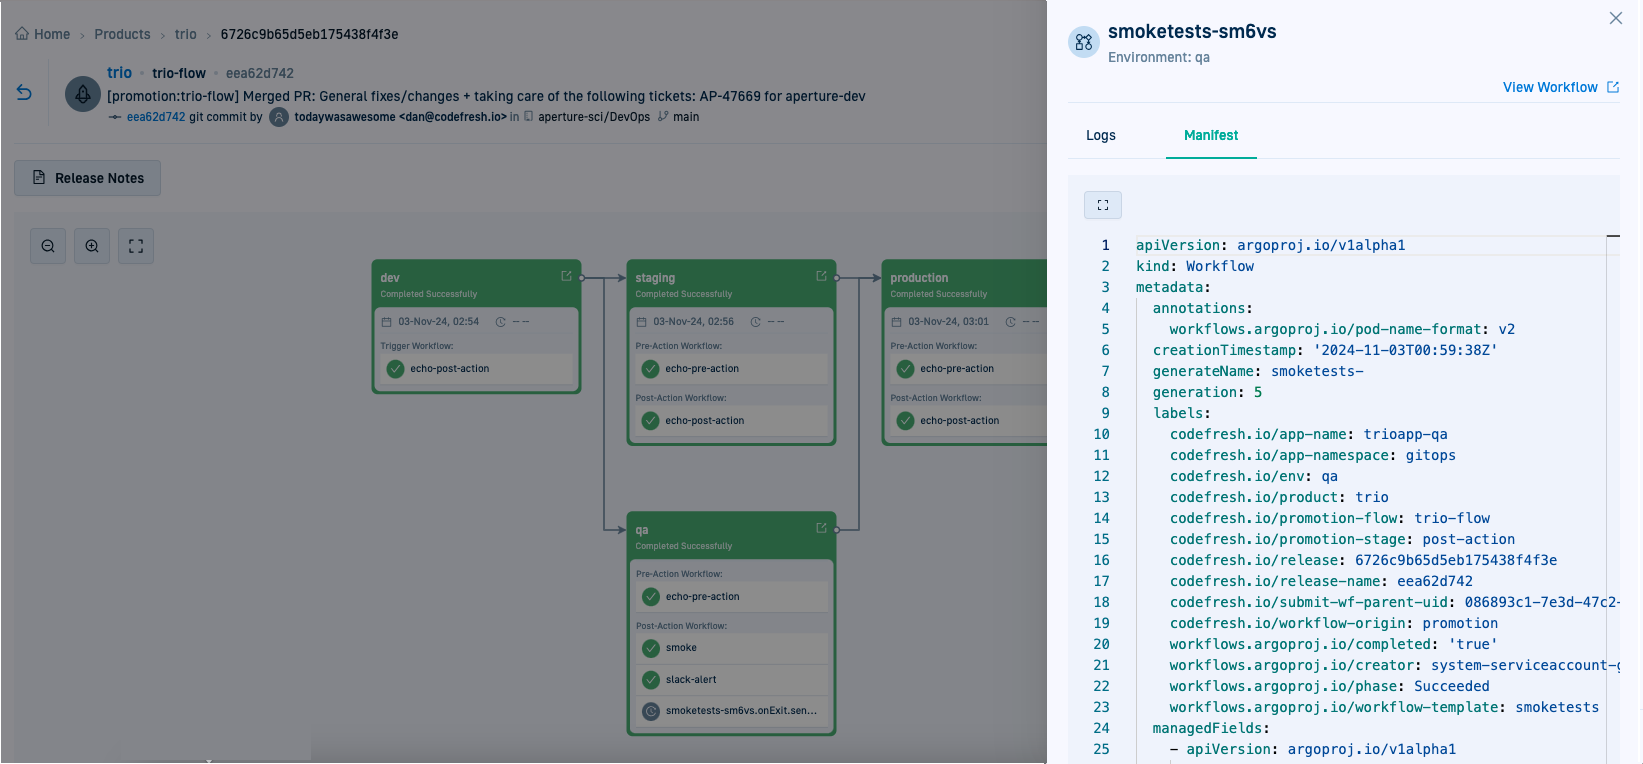 Home > Products > trio > 6726c9b65d5eb175438f4f3e
trio • trio-flow • eea62d742
[promotion:trio-flow] Merged PR: General fixes/changes + taking care of the following tickets: AP-47669 for aperture-dev
eea62d742 git commit by todaywasawesome <dan@codefresh.io> in aperture-sci/DevOps main
Release Notes
dev
Completed Successfully
03-Nov-24, 02:54 -- --
Trigger Workflow:
echo-post-action
staging
Completed Successfully
03-Nov-24, 02:56 -- --
Pre-Action Workflow:
echo-pre-action
Post-Action Workflow:
echo-post-action
production
Completed Successfully
03-Nov-24, 03:01 -- --
Pre-Action Workflow:
echo-pre-action
Post-Action Workflow:
echo-post-action
qa
Completed Successfully
Pre-Action Workflow:
echo-pre-action
Post-Action Workflow:
smoke
slack-alert
smoketests-sm6vs.onExit.sen...
smoketests-sm6vs
Environment: qa
View Workflow
Logs Manifest
1 apiVersion: argoproj.io/v1alpha1
2 kind: Workflow
3 metadata:
4 annotations:
5 workflows.argoproj.io/pod-name-format: v2
6 creationTimestamp: '2024-11-03T00:59:38Z'
7 generateName: smoketests-
8 generation: 5
9 labels:
10 codefresh.io/app-name: trioapp-qa
11 codefresh.io/app-namespace: gitops
12 codefresh.io/env: qa
13 codefresh.io/product: trio
14 codefresh.io/promotion-flow: trio-flow
15 codefresh.io/promotion-stage: post-action
16 codefresh.io/release: 6726c9b65d5eb175438f4f3e
17 codefresh.io/release-name: eea62d742
18 codefresh.io/submit-wf-parent-uid: 086893c1-7e3d-47c2-
19 codefresh.io/workflow-origin: promotion
20 workflows.argoproj.io/completed: 'true'
21 workflows.argoproj.io/creator: system-serviceaccount-g
22 workflows.argoproj.io/phase: Succeeded
23 workflows.argoproj.io/workflow-template: smoketests
24 managedFields:
25 - apiVersion: argoproj.io/v1alpha1